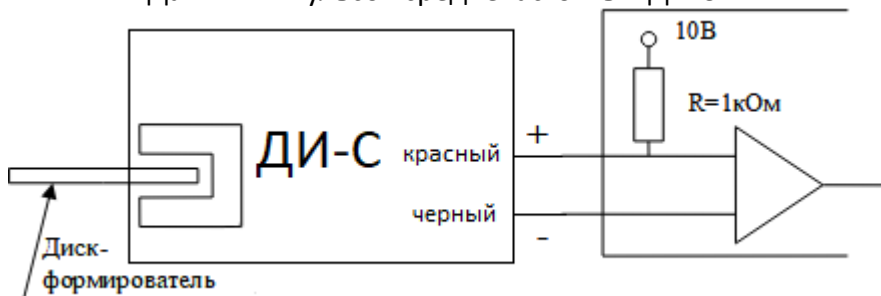 10В
R=1кОм
ДИ-С
красный
+
черный
-
Диск-
формирователь